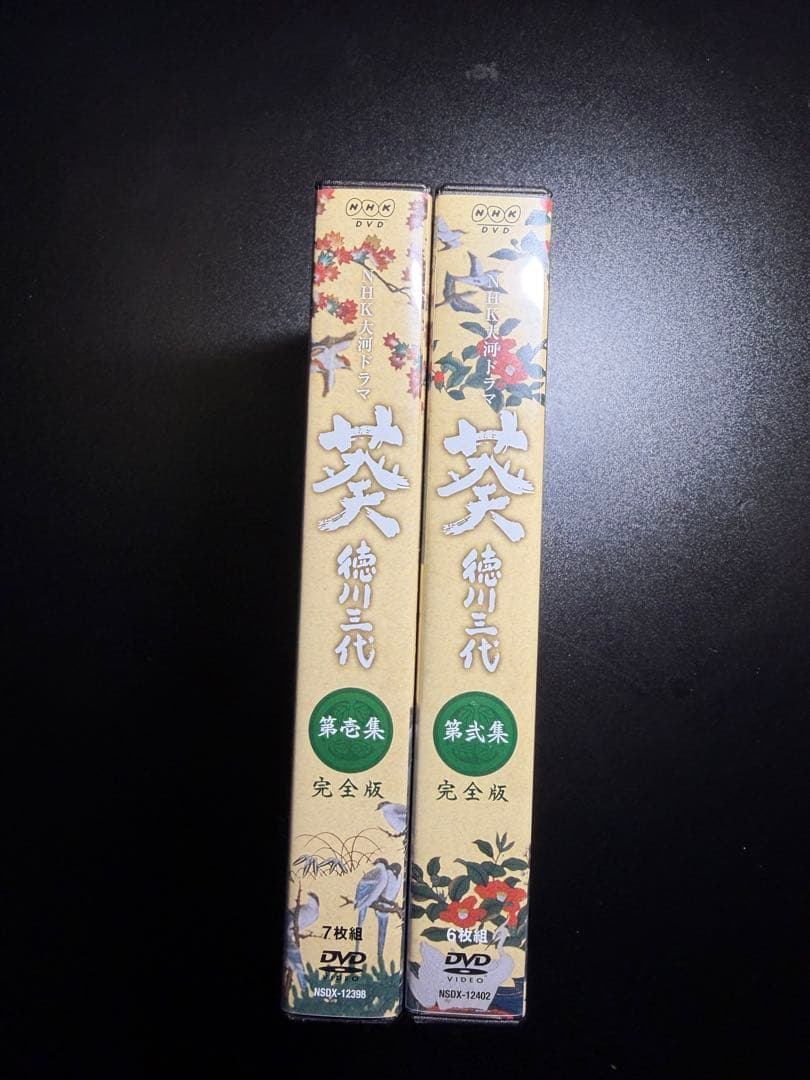 NHK
DVD
NHK大河ドラマ
葵
徳川三代
第壱集
完全版
7枚組
DVD
VIDEO
NSDX-12398
NHK
DVD
NHK大河ドラマ
葵
徳川三代
第弐集
完全版
6枚組
DVD
VIDEO
NSDX-12402